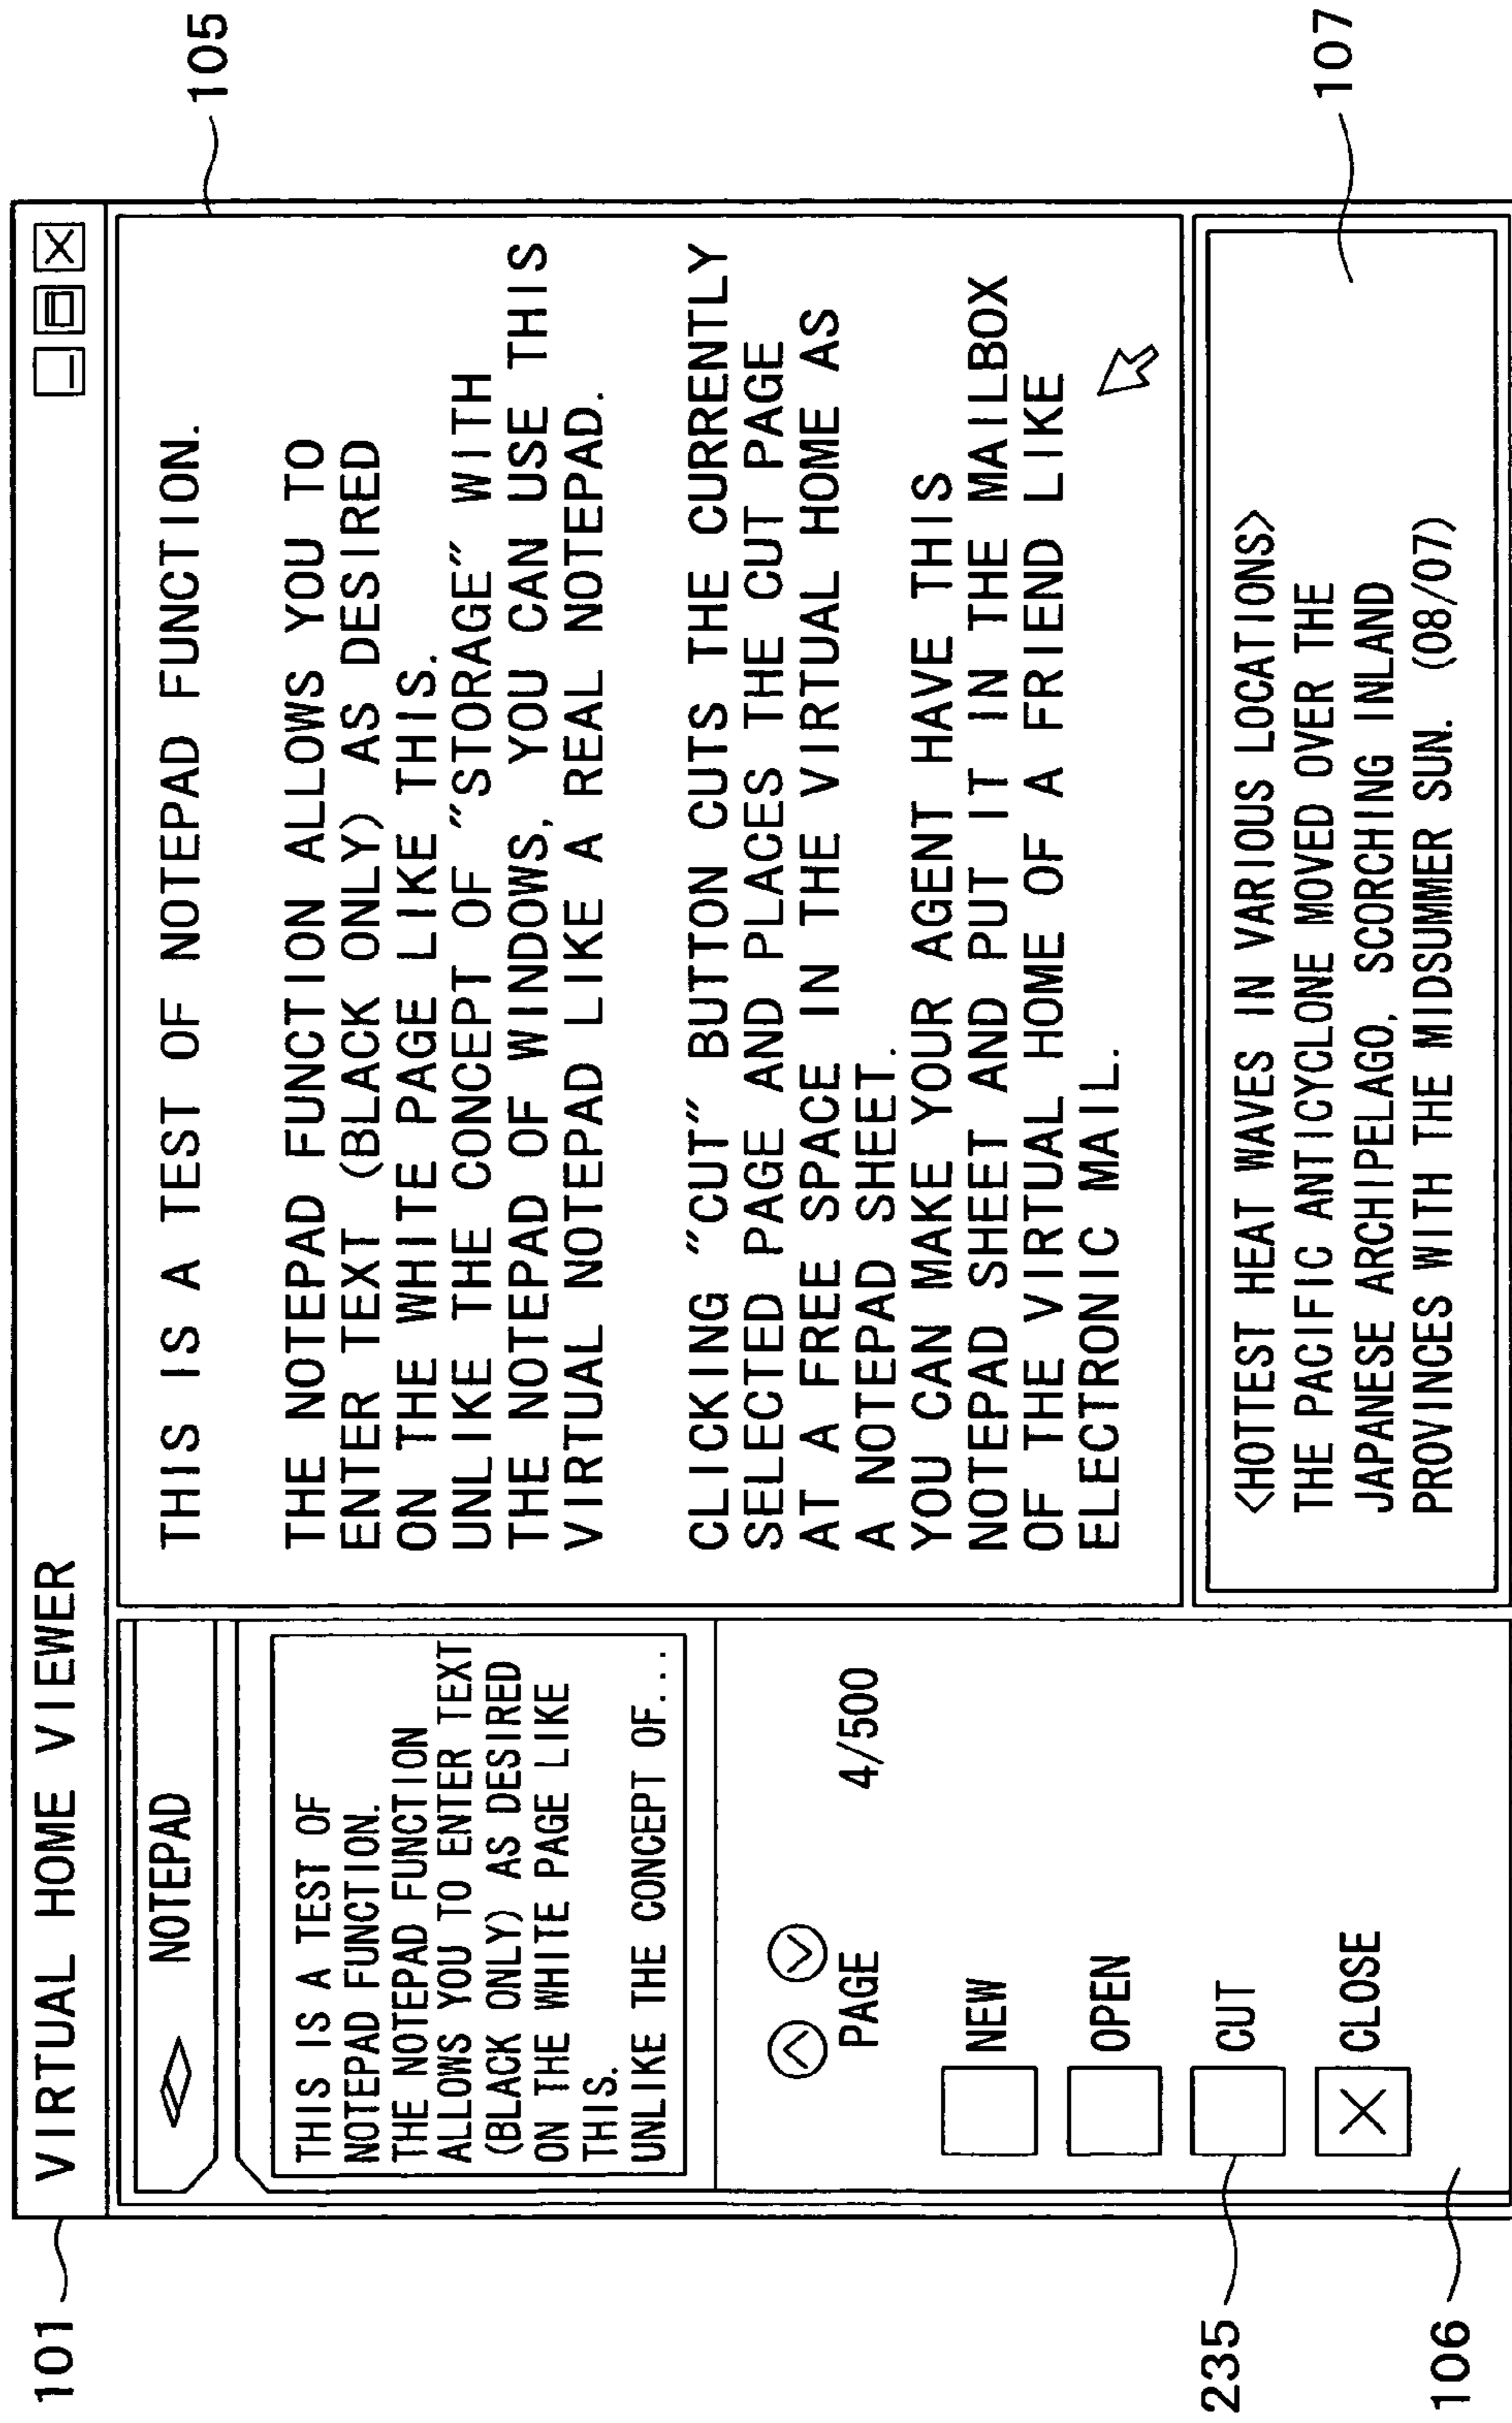 101
VIRTUAL HOME VIEWER
NOTEPAD
THIS IS A TEST OF
NOTEPAD FUNCTION.
THE NOTEPAD FUNCTION
ALLOWS YOU TO ENTER TEXT
(BLACK ONLY) AS DESIRED
ON THE WHITE PAGE LIKE
THIS.
UNLIKE THE CONCEPT OF...
PAGE
4/500
NEW
OPEN
235
CUT
CLOSE
106
105
THIS IS A TEST OF NOTEPAD FUNCTION.
THE NOTEPAD FUNCTION ALLOWS YOU TO
ENTER TEXT (BLACK ONLY) AS DESIRED
ON THE WHITE PAGE LIKE THIS.
UNLIKE THE CONCEPT OF "STORAGE" WITH
THE NOTEPAD OF WINDOWS, YOU CAN USE THIS
VIRTUAL NOTEPAD LIKE A REAL NOTEPAD.
CLICKING "CUT" BUTTON CUTS THE CURRENTLY
SELECTED PAGE AND PLACES THE CUT PAGE
AT A FREE SPACE IN THE VIRTUAL HOME AS
A NOTEPAD SHEET.
YOU CAN MAKE YOUR AGENT HAVE THIS
NOTEPAD SHEET AND PUT IT IN THE MAILBOX
OF THE VIRTUAL HOME OF A FRIEND LIKE
ELECTRONIC MAIL.
107
<HOTTEST HEAT WAVES IN VARIOUS LOCATIONS>
THE PACIFIC ANTICYCLONE MOVED OVER THE
JAPANESE ARCHIPELAGO, SCORCHING INLAND
PROVINCES WITH THE MIDSUMMER SUN. (08/07)